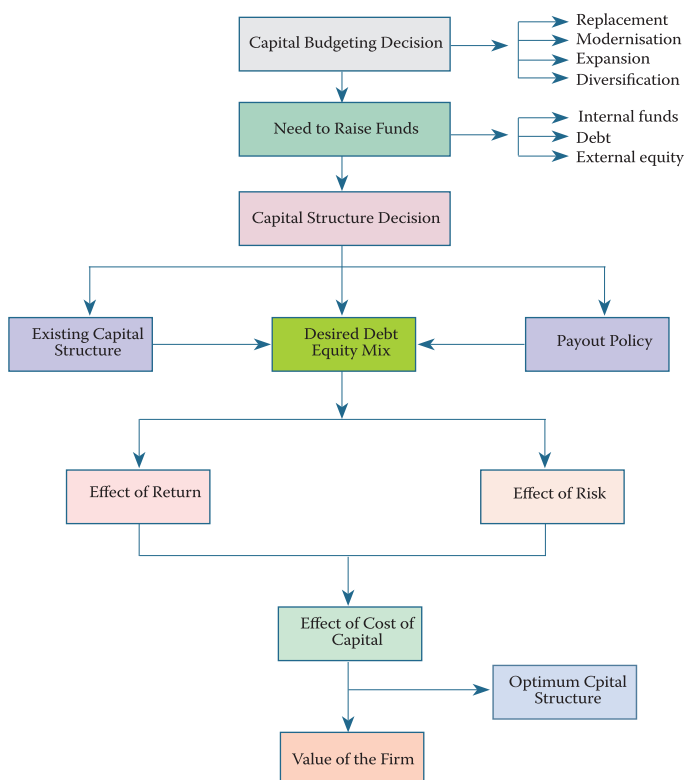 Capital Budgeting Decision
Replacement
Modernisation
Expansion
Diversification
Need to Raise Funds
Internal funds
Debt
External equity
Capital Structure Decision
Existing Capital
Structure
Desired Debt
Equity Mix
Payout Policy
Effect of Return
Effect of Risk
Effect of Cost of
Capital
Optimum Cpital
Structure
Value of the Firm